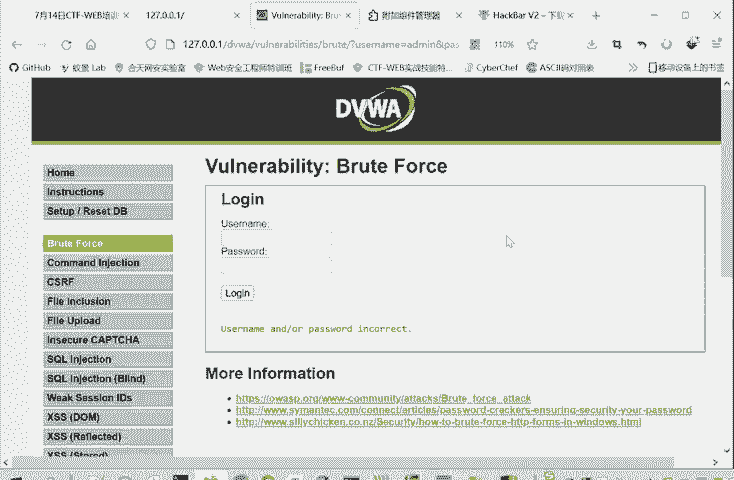 7月14日CTF-WEB培训
127.0.0.1/
Vulnerability: Brute Forc
附加组件管理器
HackBar V2 – 下载
127.0.0.1/dvwa/vulnerabilities/brute/?username=admin&pas
110%
GitHub
蚁景 Lab
合天网安实验室
Web安全工程师特训班
FreeBuf
CTF-WEB实战技能特...
CyberChef
ASCII码对照表
移动设备上的书签
DVWA
Home
Instructions
Setup / Reset DB
Brute Force
Command Injection
CSRF
File Inclusion
File Upload
Insecure CAPTCHA
SQL Injection
SQL Injection (Blind)
Weak Session IDs
XSS (DOM)
XSS (Reflected)
XSS (Stored)
Vulnerability: Brute Force
Login
Username:
Password:
Login
Username and/or password incorrect.
More Information
https://owasp.org/www-community/attacks/Brute_force_attack
http://www.symantec.com/connect/articles/password-crackers-ensuring-security-your-password
http://www.sillychicken.co.nz/Security/how-to-brute-force-http-forms-in-windows.html